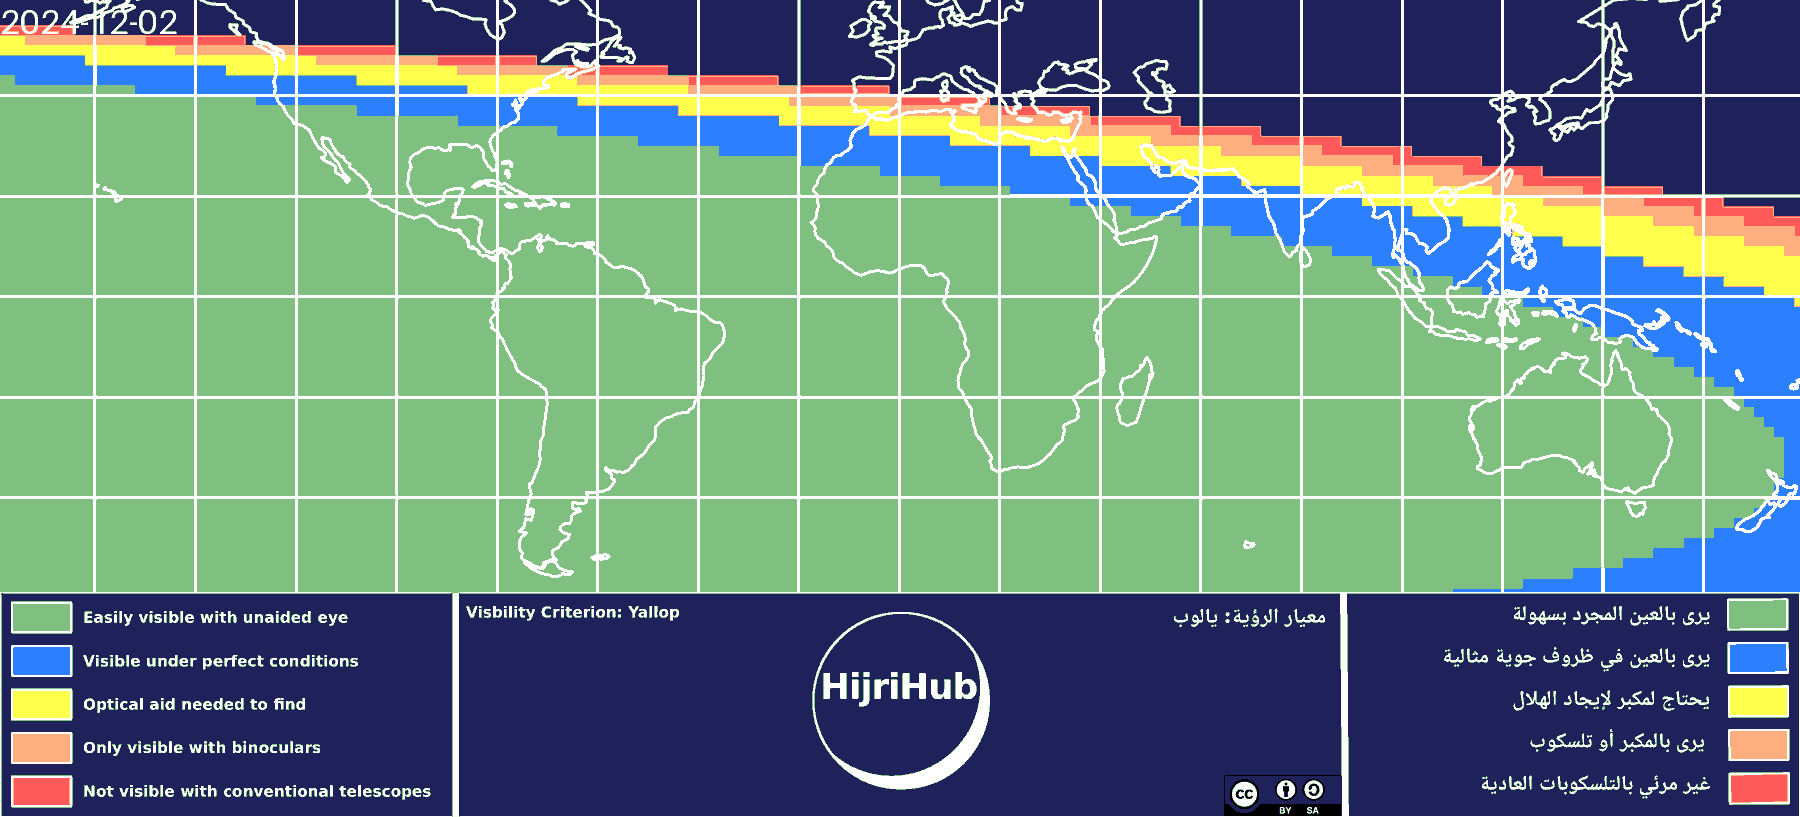 2024-12-02
Easily visible with unaided eye
Visible under perfect conditions
Optical aid needed to find
Only visible with binoculars
Not visible with conventional telescopes
Visbility Criterion: Yallop
معيار الرؤية: يالوب
HijriHub
cc
BY SA
يرى بالعين المجرد بسهولة
يرى بالعين في ظروف جوية مثالية
يحتاج لمكبر لإيجاد الهلال
يرى بالمكبر أو تلسكوب
غير مرئي بالتلسكوبات العادية